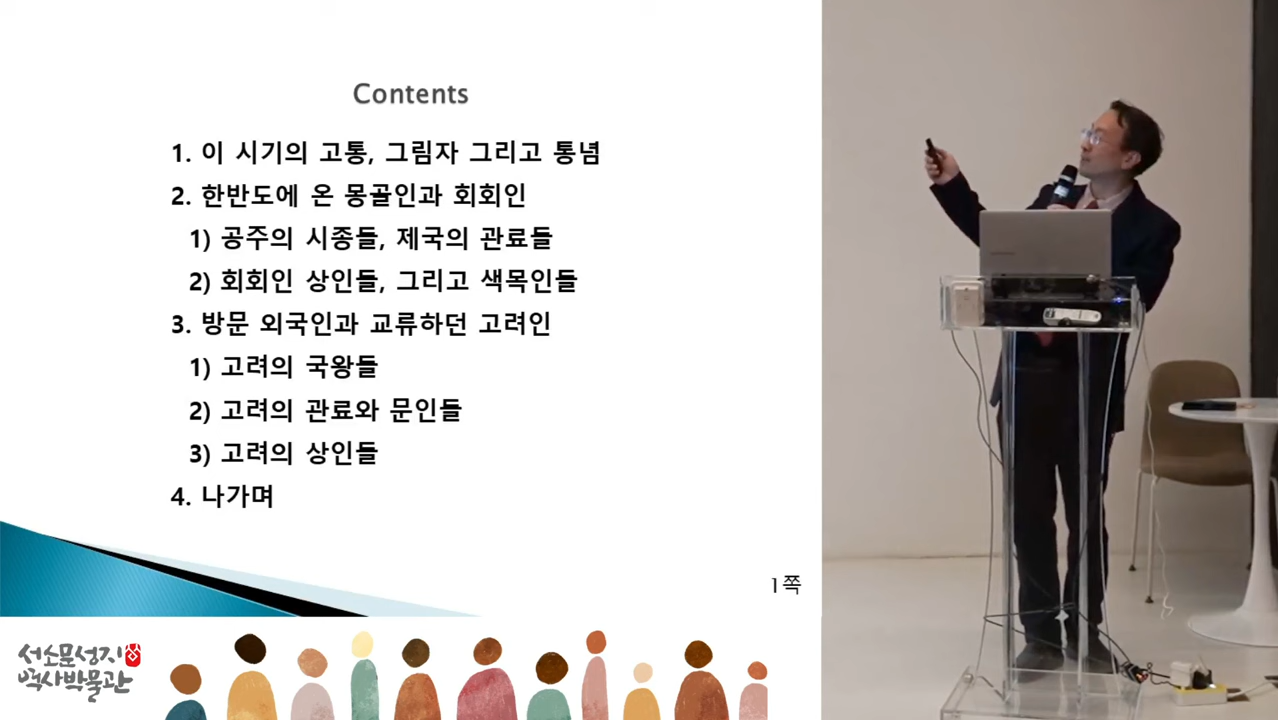 Contents
1. 이 시기의 고통, 그림자 그리고 통념
2. 한반도에 온 몽골인과 회회인
1) 공주의 시종들, 제국의 관료들
2) 회회인 상인들, 그리고 색목인들
3. 방문 외국인과 교류하던 고려인
1) 고려의 국왕들
2) 고려의 관료와 문인들
3) 고려의 상인들
4. 나가며
1쪽
서소문성지
역사박물관